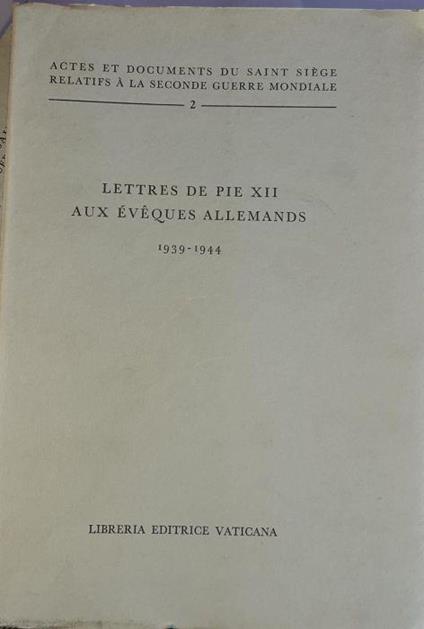 ACTES ET DOCUMENTS DU SAINT SIÈGE
RELATIFS À LA SECONDE GUERRE MONDIALE
2
LETTRES DE PIE XII
AUX ÉVÊQUES ALLEMANDS
1939-1944
LIBRERIA EDITRICE VATICANA